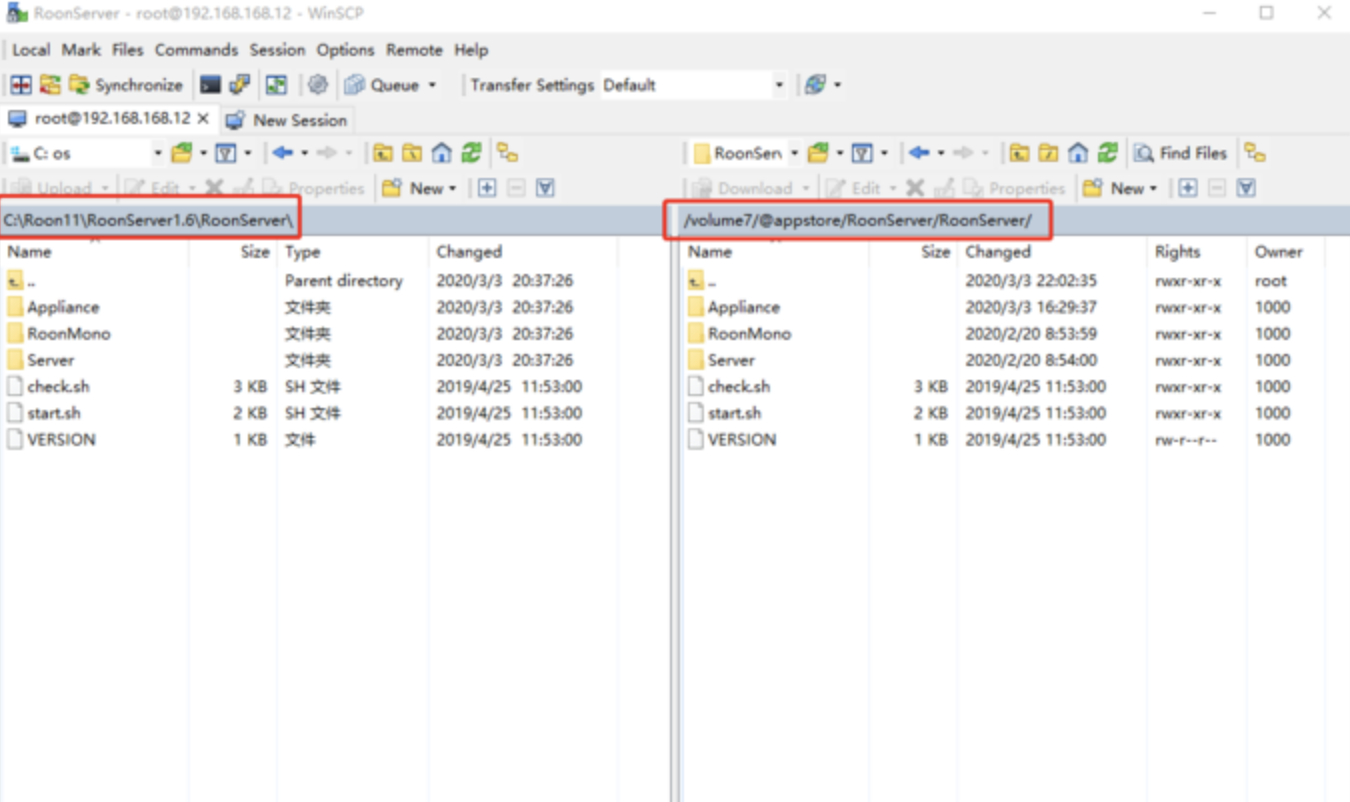 RoonServer - root@192.168.168.12 - WinSCP
Local Mark Files Commands Session Options Remote Help
Synchronize Queue Transfer Settings Default
root@192.168.168.12 New Session
C: os RoonSen Find Files
Upload Edit Properties New Download Edit Properties New
C:\Roon11\RoonServer1.6\RoonServer\ /volume7/@appstore/RoonServer/RoonServer/
Name Size Type Changed Name Size Changed Rights Owner
.. Parent directory 2020/3/3 20:37:26 .. 2020/3/3 22:02:35 rwxr-xr-x root
Appliance 文件夹 2020/3/3 20:37:26 Appliance 2020/3/3 16:29:37 rwxr-xr-x 1000
RoonMono 文件夹 2020/3/3 20:37:26 RoonMono 2020/2/20 8:53:59 rwxr-xr-x 1000
Server 文件夹 2020/3/3 20:37:26 Server 2020/2/20 8:54:00 rwxr-xr-x 1000
check.sh 3 KB SH 文件 2019/4/25 11:53:00 check.sh 3 KB 2019/4/25 11:53:00 rwxr-xr-x 1000
start.sh 2 KB SH 文件 2019/4/25 11:53:00 start.sh 2 KB 2019/4/25 11:53:00 rwxr-xr-x 1000
VERSION 1 KB 文件 2019/4/25 11:53:00 VERSION 1 KB 2019/4/25 11:53:00 rw-r--r-- 1000